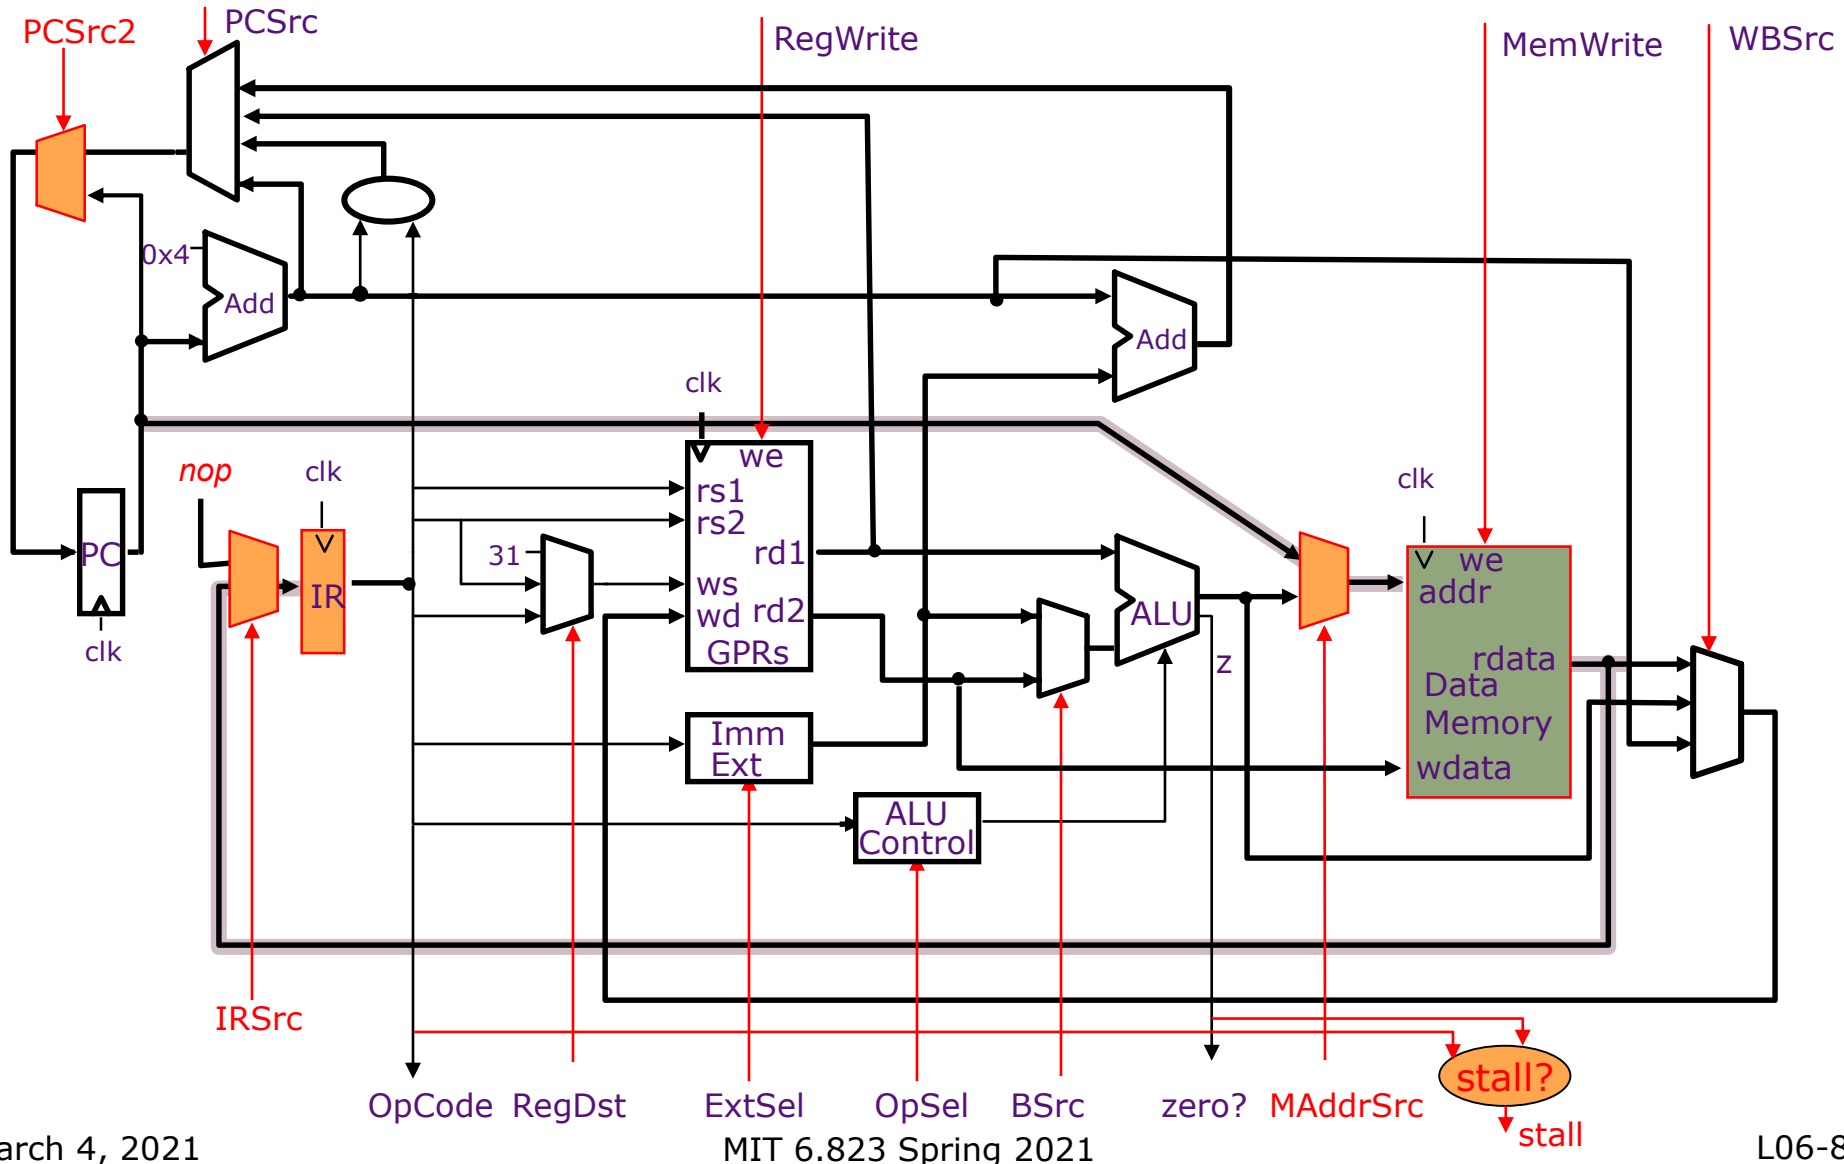 PCSrc2
PCSrc
RegWrite
MemWrite
WBSrc
0x4
Add
Add
clk
nop
clk
clk
we
rs1
rs2
rd1
31
ws
wd
rd2
GPRs
PC
clk
IR
ALU
z
we
addr
rdata
Data
Memory
wdata
Imm
Ext
ALU
Control
IRSrc
stall?
OpCode
RegDst
ExtSel
OpSel
BSrc
zero?
MAddrSrc
stall
arch 4, 2021
MIT 6.823 Spring 2021
L06-8